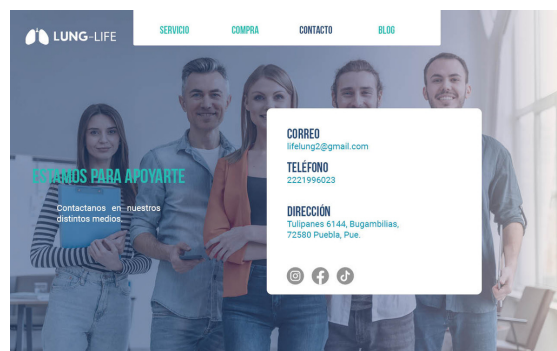 LUNG-LIFE
SERVICIO
COMPRA
CONTACTO
BLOG
ESTAMOS PARA APOYARTE
Contactanos en nuestros
distintos medios.
CORREO
lifelung2@gmail.com
TELÉFONO
2221996023
DIRECCIÓN
Tulipanes 6144, Bugambilias,
72580 Puebla, Pue.